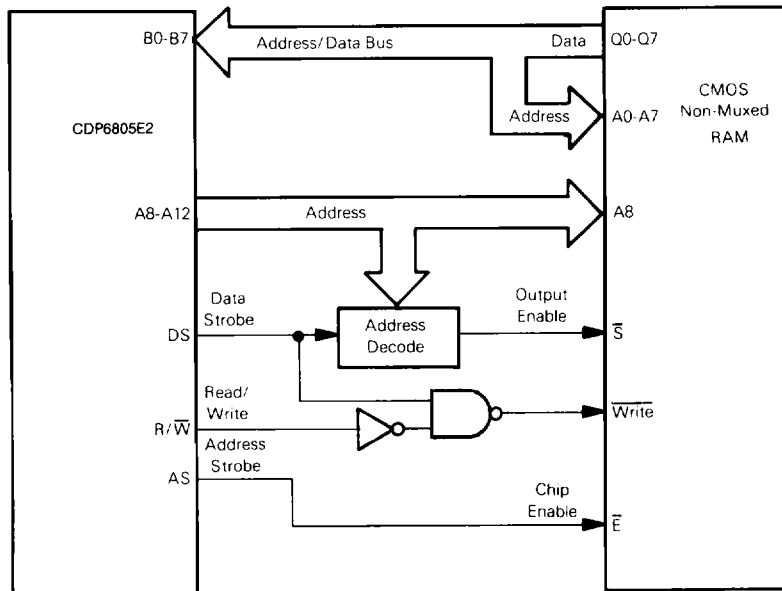 B0-B7
Address/Data Bus
Data
Q0-Q7
CMOS
Non-Muxed
RAM
CDP6805E2
Address
A0-A7
A8-A12
Address
A8
Data
Strobe
Output
Enable
DS
Address
Decode
S̅
Read/
Write
R/W̅
W̅r̅i̅t̅e̅
Address
Strobe
AS
Chip
Enable
E̅